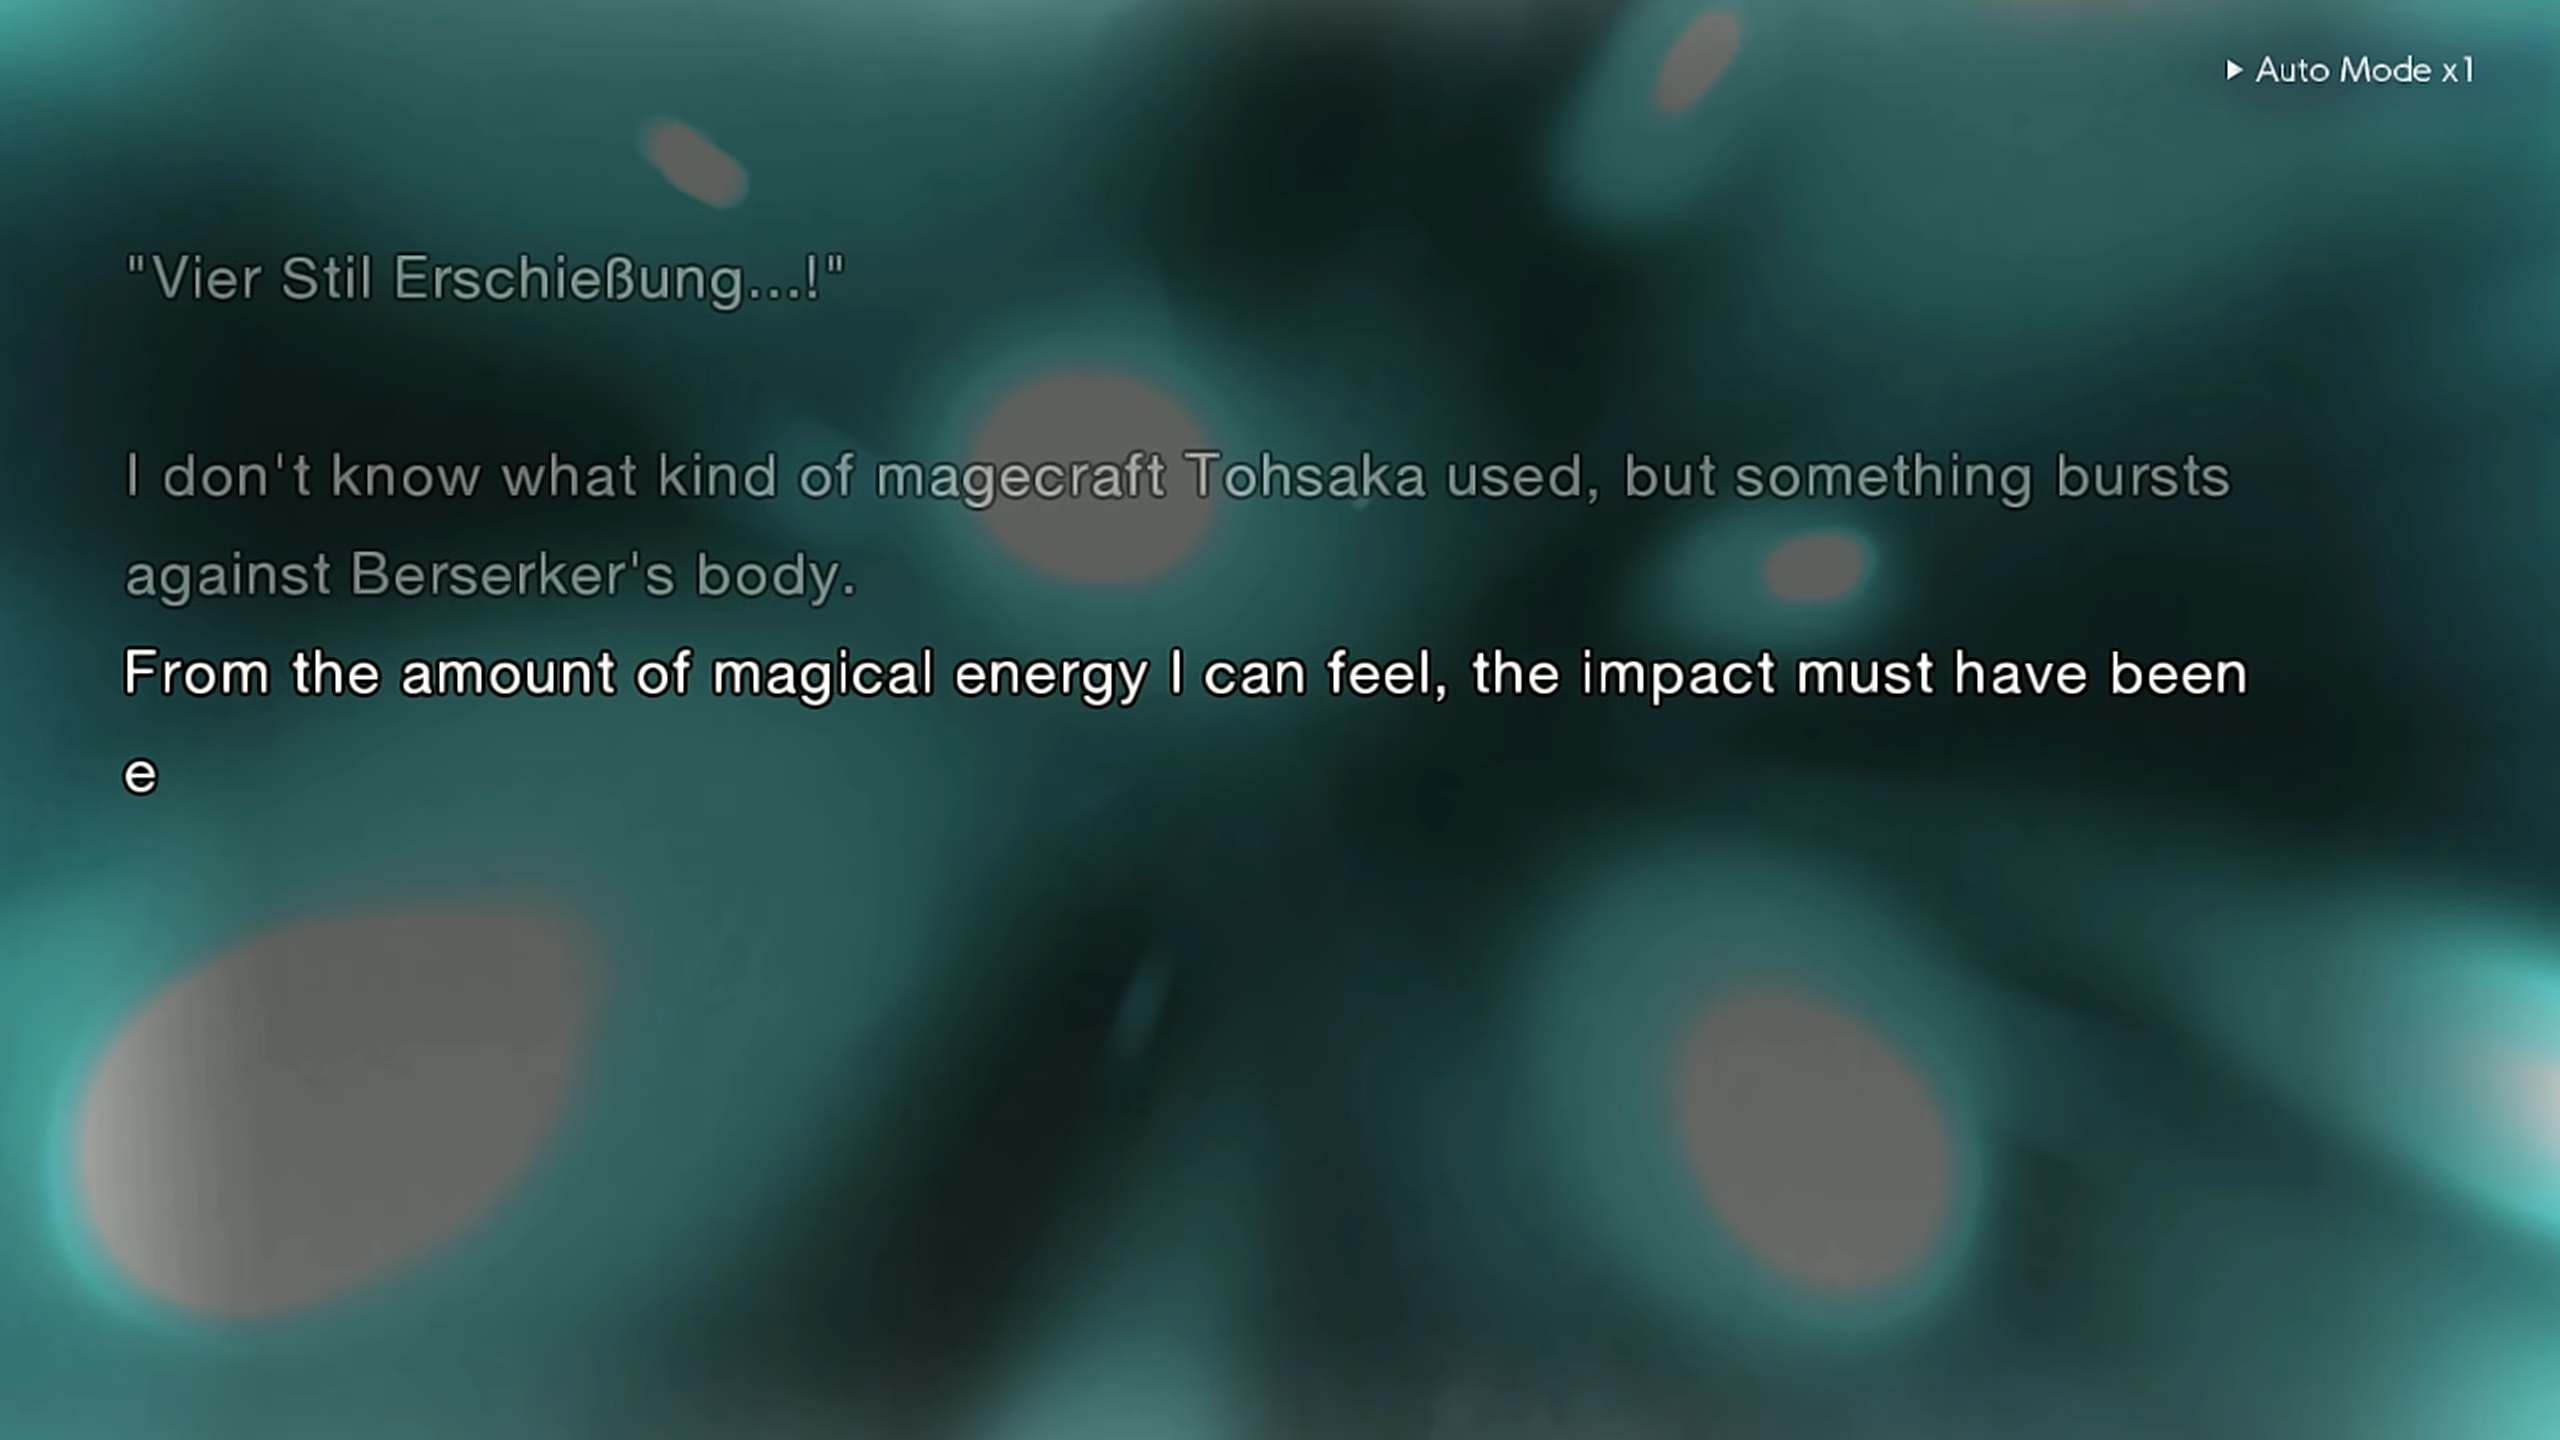 ▶ Auto Mode x1
"Vier Stil Erschießung...!"
I don't know what kind of magecraft Tohsaka used, but something bursts
against Berserker's body.
From the amount of magical energy I can feel, the impact must have been
e